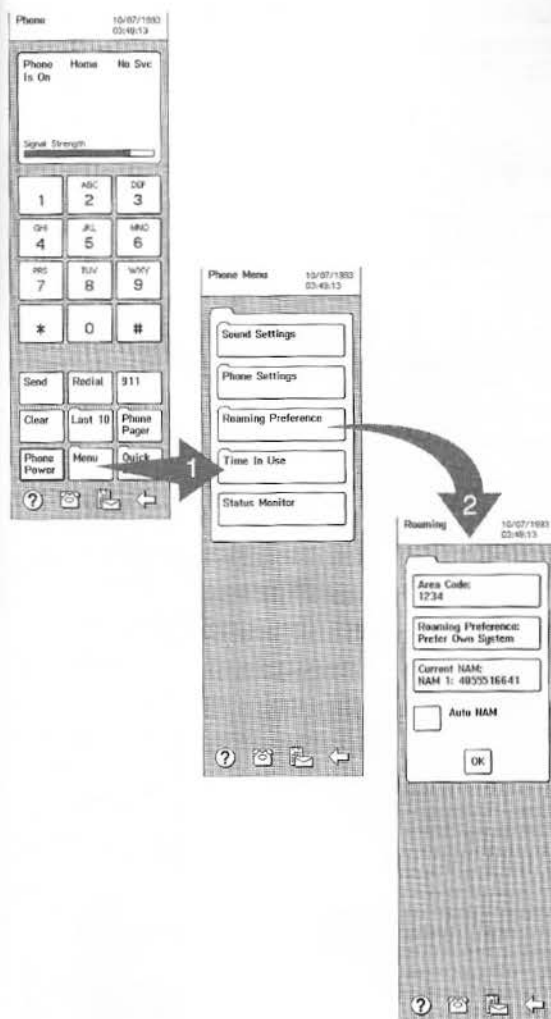 Phone 10/07/1993
03:49:13
Phone Home No Svc
Is On
Signal Strength
ABC DEF
1 2 3
GHI JKL MNO
4 5 6
PRS TUV WXY
7 8 9
* 0 #
Send Redial 911
Clear Last 10 Phone
Pager
Phone Menu Quick
Power
?
1
Phone Menu 10/07/1993
03:49:13
Sound Settings
Phone Settings
Roaming Preference
Time In Use
Status Monitor
?
2
Roaming 10/07/1993
03:49:13
Area Code:
1234
Roaming Preference:
Prefer Own System
Current NAM:
NAM 1: 4055516641
Auto NAM
OK
?